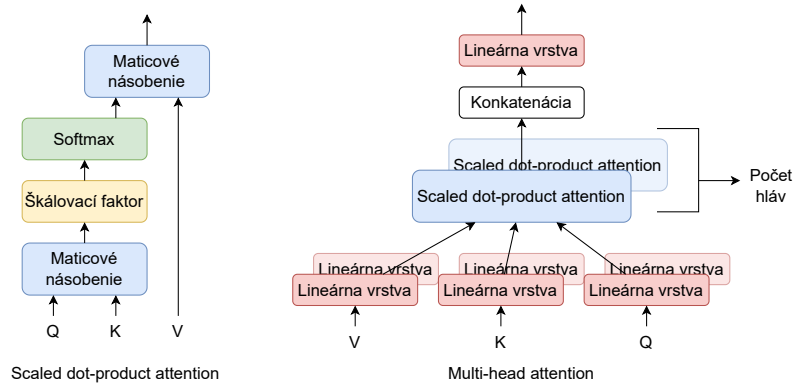 Maticové
násobenie
Softmax
Škálovací faktor
Maticové
násobenie
Q K V
Scaled dot-product attention
Lineárna vrstva
Konkatenácia
Scaled dot-product attention
Scaled dot-product attention
Počet
hláv
Lineárna vrstva Lineárna vrstva Lineárna vrstva
Lineárna vrstva Lineárna vrstva Lineárna vrstva
V K Q
Multi-head attention